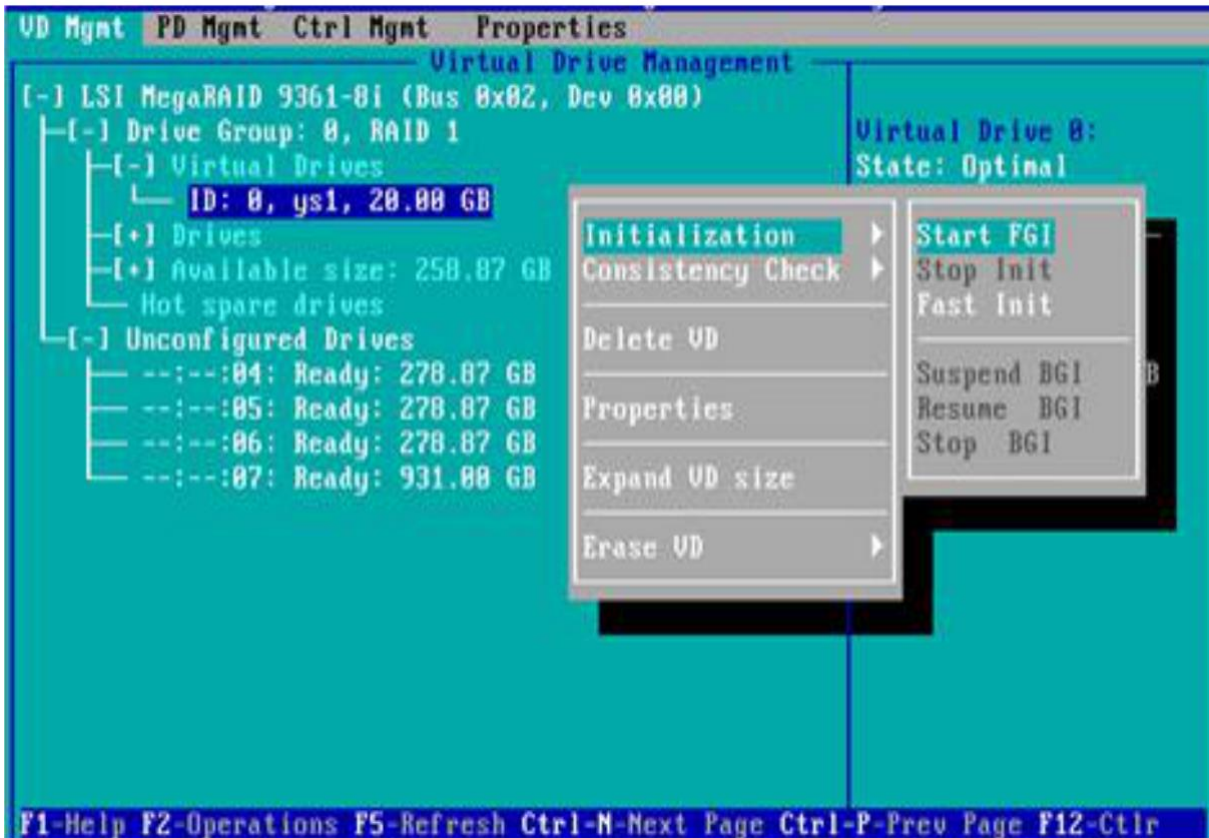 VD Mgmt PD Mgmt Ctrl Mgmt Properties
Virtual Drive Management
[-] LSI MegaRAID 9361-8i (Bus 0x02, Dev 0x00)
[-] Drive Group: 0, RAID 1
[-] Virtual Drives
ID: 0, ys1, 20.00 GB
[+] Drives
[+] Available size: 258.87 GB
Hot spare drives
[-] Unconfigured Drives
--:--:04: Ready: 278.87 GB
--:--:05: Ready: 278.87 GB
--:--:06: Ready: 278.87 GB
--:--:07: Ready: 931.00 GB
Virtual Drive 0:
State: Optimal
Initialization
Consistency Check
Delete VD
Properties
Expand VD size
Erase VD
Start FGI
Stop Init
Fast Init
Suspend BGI
Resume BGI
Stop BGI
B
F1-Help F2-Operations F5-Refresh Ctrl-N-Next Page Ctrl-P-Prev Page F12-Ctlr